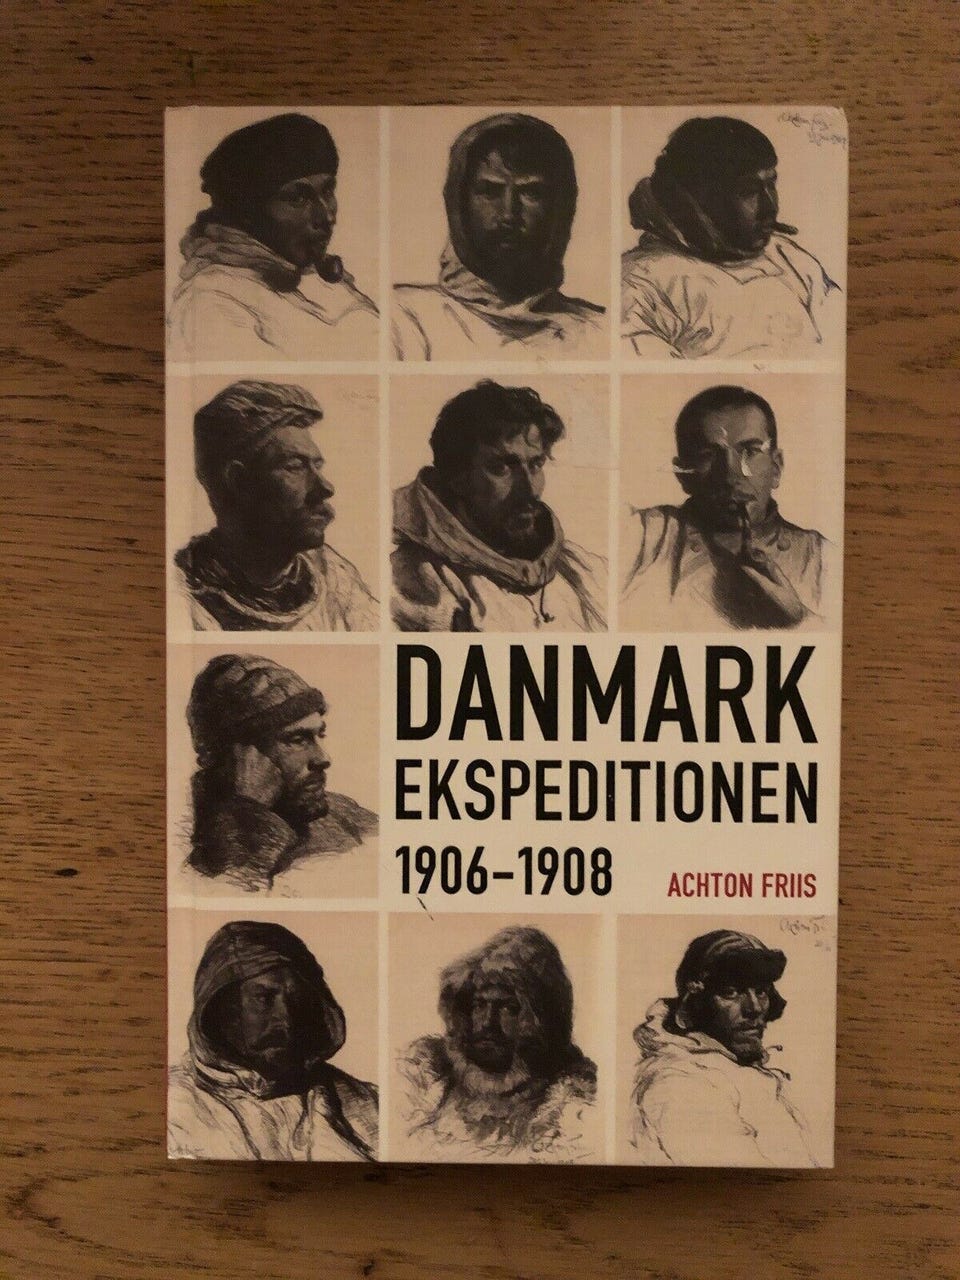 DANMARK
EKSPEDITIONEN
1906-1908
ACHTON FRIIS